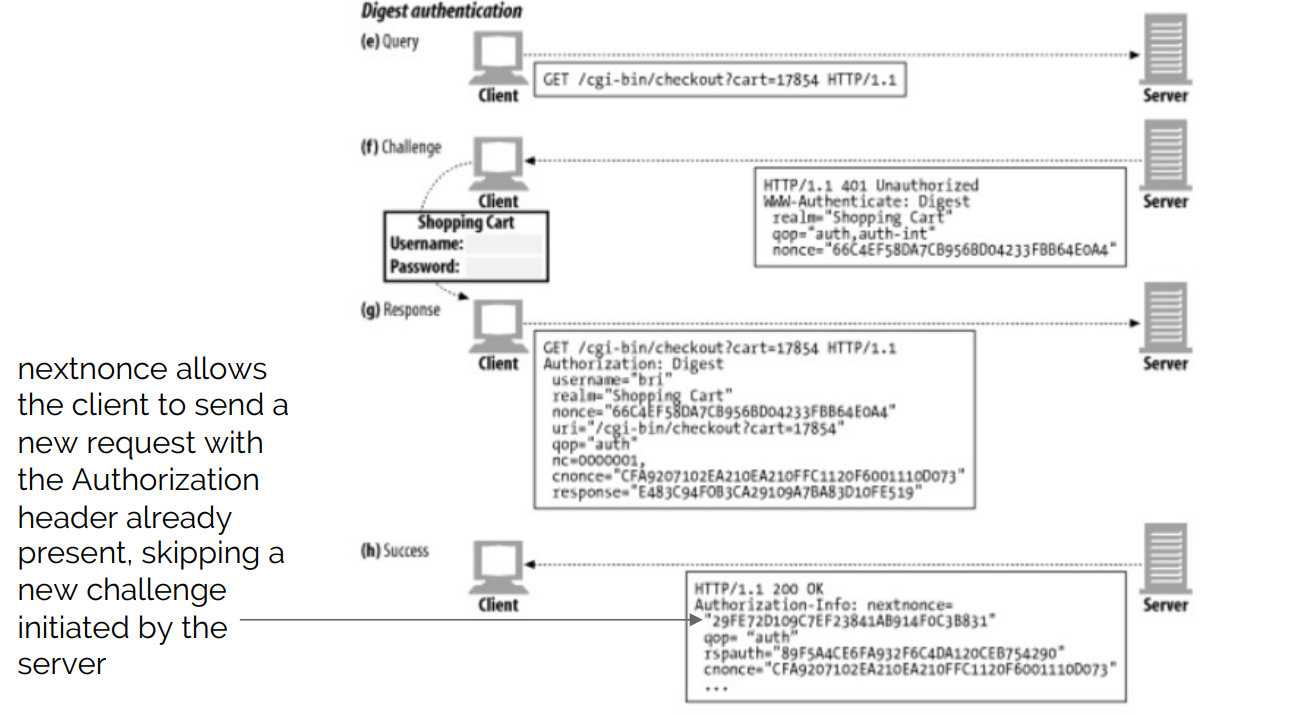 Digest authentication
(e) Query
GET /cgi-bin/checkout?cart=17854 HTTP/1.1
Client
Server
(f) Challenge
Client
Server
HTTP/1.1 401 Unauthorized
WWW-Authenticate: Digest
realm="Shopping Cart"
qop="auth,auth-int"
nonce="66C4EF58DA7CB956BD04233FBB64E0A4"
Shopping Cart
Username:
Password:
(g) Response
Client
Server
GET /cgi-bin/checkout?cart=17854 HTTP/1.1
Authorization: Digest
username="bri"
realm="Shopping Cart"
nonce="66C4EF58DA7CB956BD04233FBB64E0A4"
uri="/cgi-bin/checkout?cart=17854"
qop="auth"
nc=0000001,
cnonce="CFA9207102EA210EA210FFC1120F6001110D073"
response="E483C94F0B3CA29109A7BA83D10FE519"
nextnonce allows
the client to send a
new request with
the Authorization
header already
present, skipping a
new challenge
initiated by the
server
(h) Success
Client
Server
HTTP/1.1 200 OK
Authorization-Info: nextnonce=
"29FE72D109C7EF23841AB914F0C3B831"
qop= “auth”
rspauth="89F5A4CE6FA932F6C4DA120CEB754290"
cnonce="CFA9207102EA210EA210FFC1120F6001110D073"
...